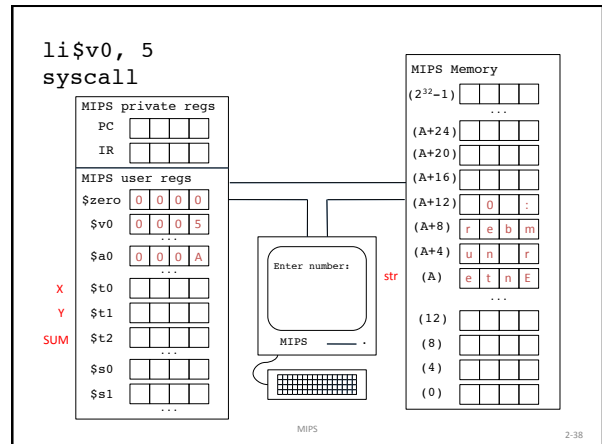 li$v0, 5
syscall
MIPS private regs
PC
IR
MIPS user regs
$zero 0 0 0 0
$v0 0 0 0 5
...
$a0 0 0 0 A
...
X $t0
Y $t1
SUM $t2
...
$s0
$s1
...
Enter number:
MIPS
str
MIPS Memory
(2³²-1)
...
(A+24)
(A+20)
(A+16)
(A+12) 0 :
(A+8) r e b m
(A+4) u n r
(A) e t n E
...
(12)
(8)
(4)
(0)
MIPS
2-38